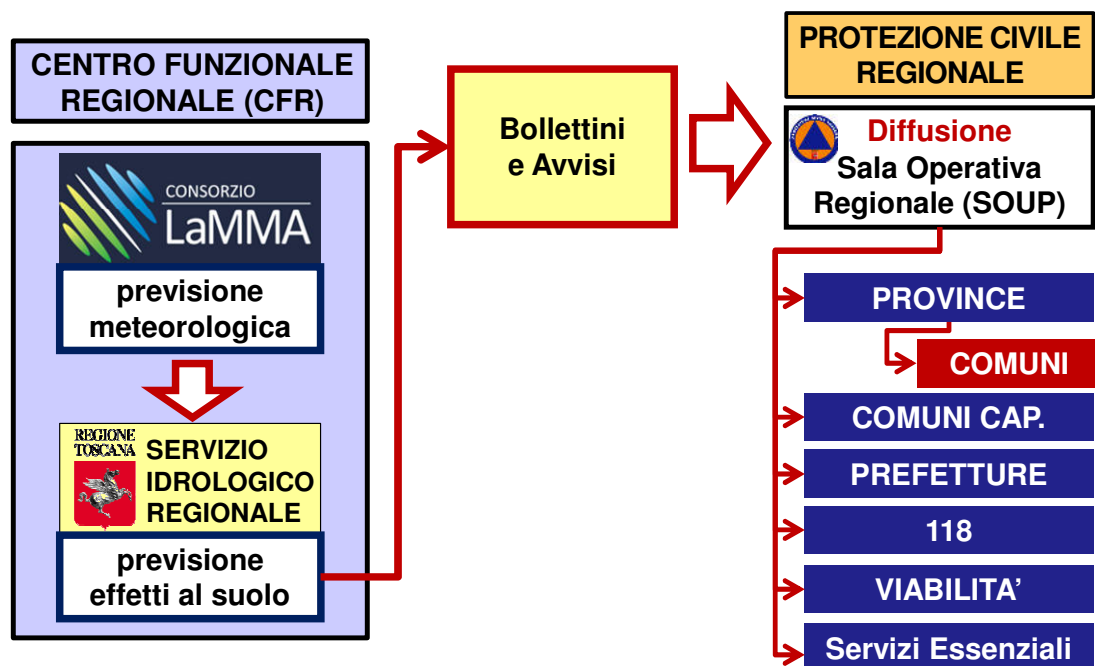 CENTRO FUNZIONALE
REGIONALE (CFR)
CONSORZIO
LaMMA
previsione
meteorologica
REGIONE
TOSCANA
SERVIZIO
IDROLOGICO
REGIONALE
previsione
effetti al suolo
Bollettini
e Avvisi
PROTEZIONE CIVILE
REGIONALE
Diffusione
Sala Operativa
Regionale (SOUP)
PROVINCE
COMUNI
COMUNI CAP.
PREFETTURE
118
VIABILITA’
Servizi Essenziali